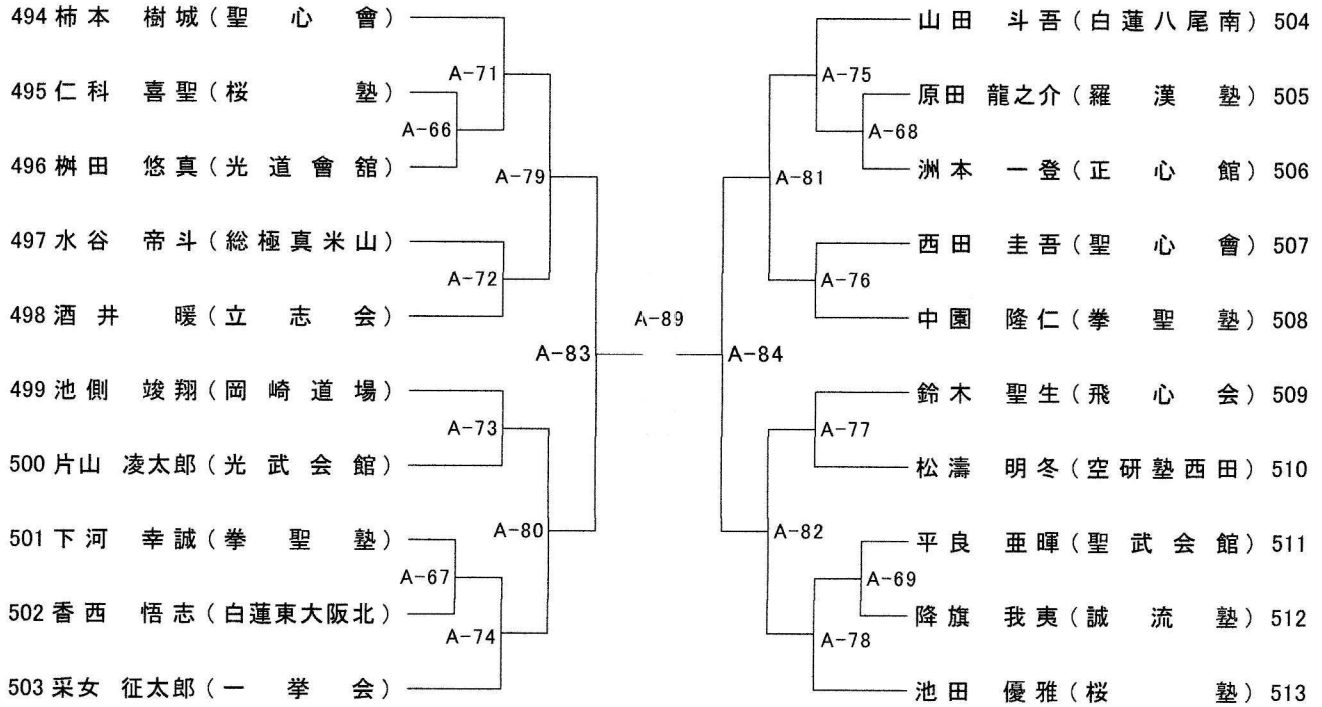 494 柿本 樹城 (聖心會)
A-71
495 仁科 喜聖 (桜塾)
A-66
496 桝田 悠真 (光道會舘)
A-79
497 水谷 帝斗 (総極真米山)
A-72
498 酒井 暖 (立志会)
A-83
499 池側 竣翔 (岡崎道場)
A-73
500 片山 凌太郎 (光武会館)
A-80
501 下河 幸誠 (拳聖塾)
A-67
502 香西 悟志 (白蓮東大阪北)
A-74
503 采女 征太郎 (一挙会)
A-89
山田 斗吾 (白蓮八尾南) 504
A-75
原田 龍之介 (羅漢塾) 505
A-68
洲本 一登 (正心館) 506
A-81
西田 圭吾 (聖心會) 507
A-76
中園 隆仁 (拳聖塾) 508
A-84
鈴木 聖生 (飛心会) 509
A-77
松濤 明冬 (空研塾西田) 510
A-82
平良 亜暉 (聖武会館) 511
A-69
降旗 我夷 (誠流塾) 512
A-78
池田 優雅 (桜塾) 513